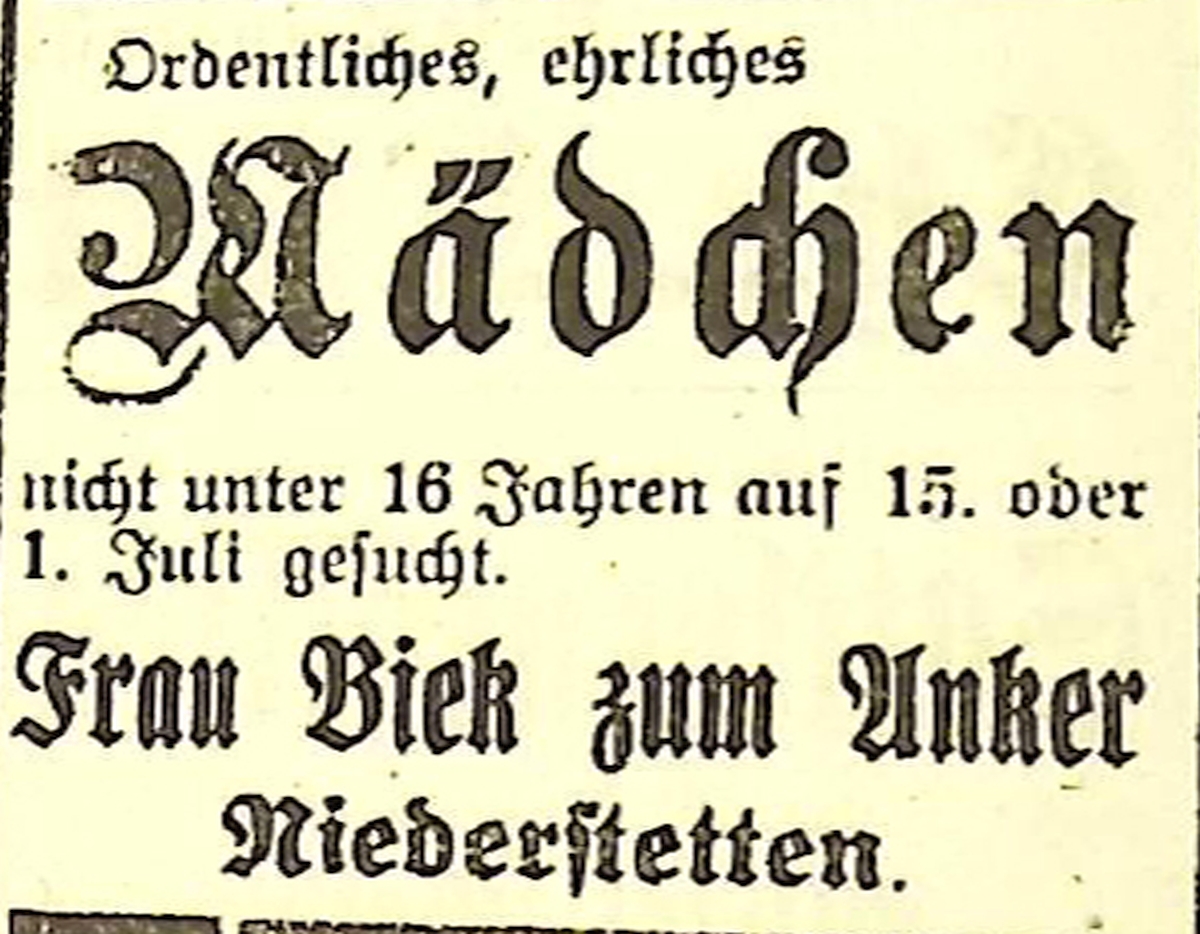 Ordentliches, ehrliches
Mädchen
nicht unter 16 Jahren auf 15. oder
1. Juli gesucht.
Frau Biek zum Anker
Niederstetten.